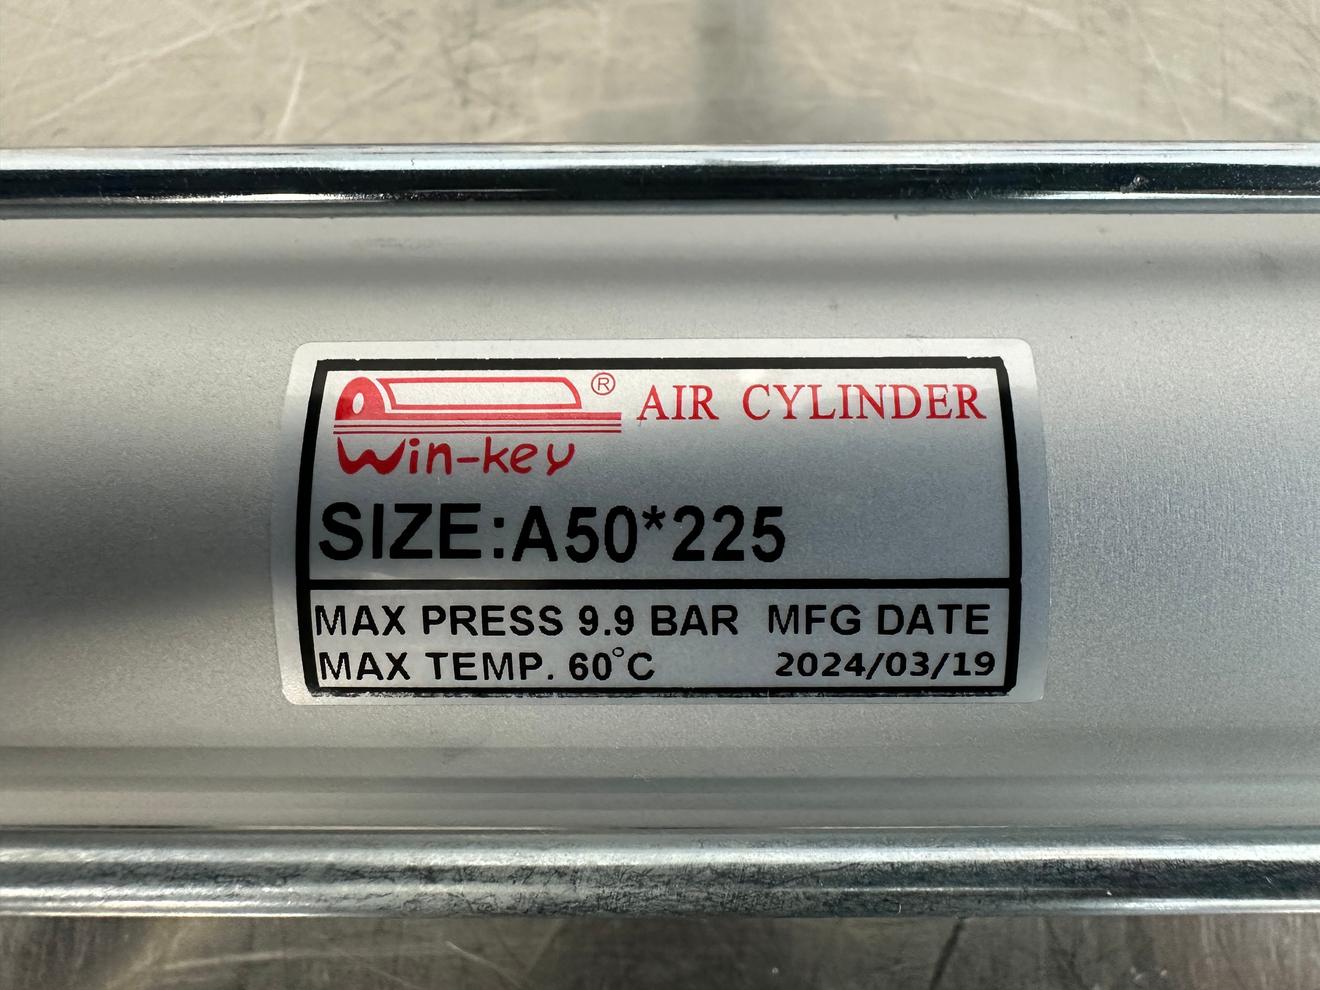 ® AIR CYLINDER
Win-key
SIZE:A50*225
MAX PRESS 9.9 BAR MFG DATE
MAX TEMP. 60°C 2024/03/19